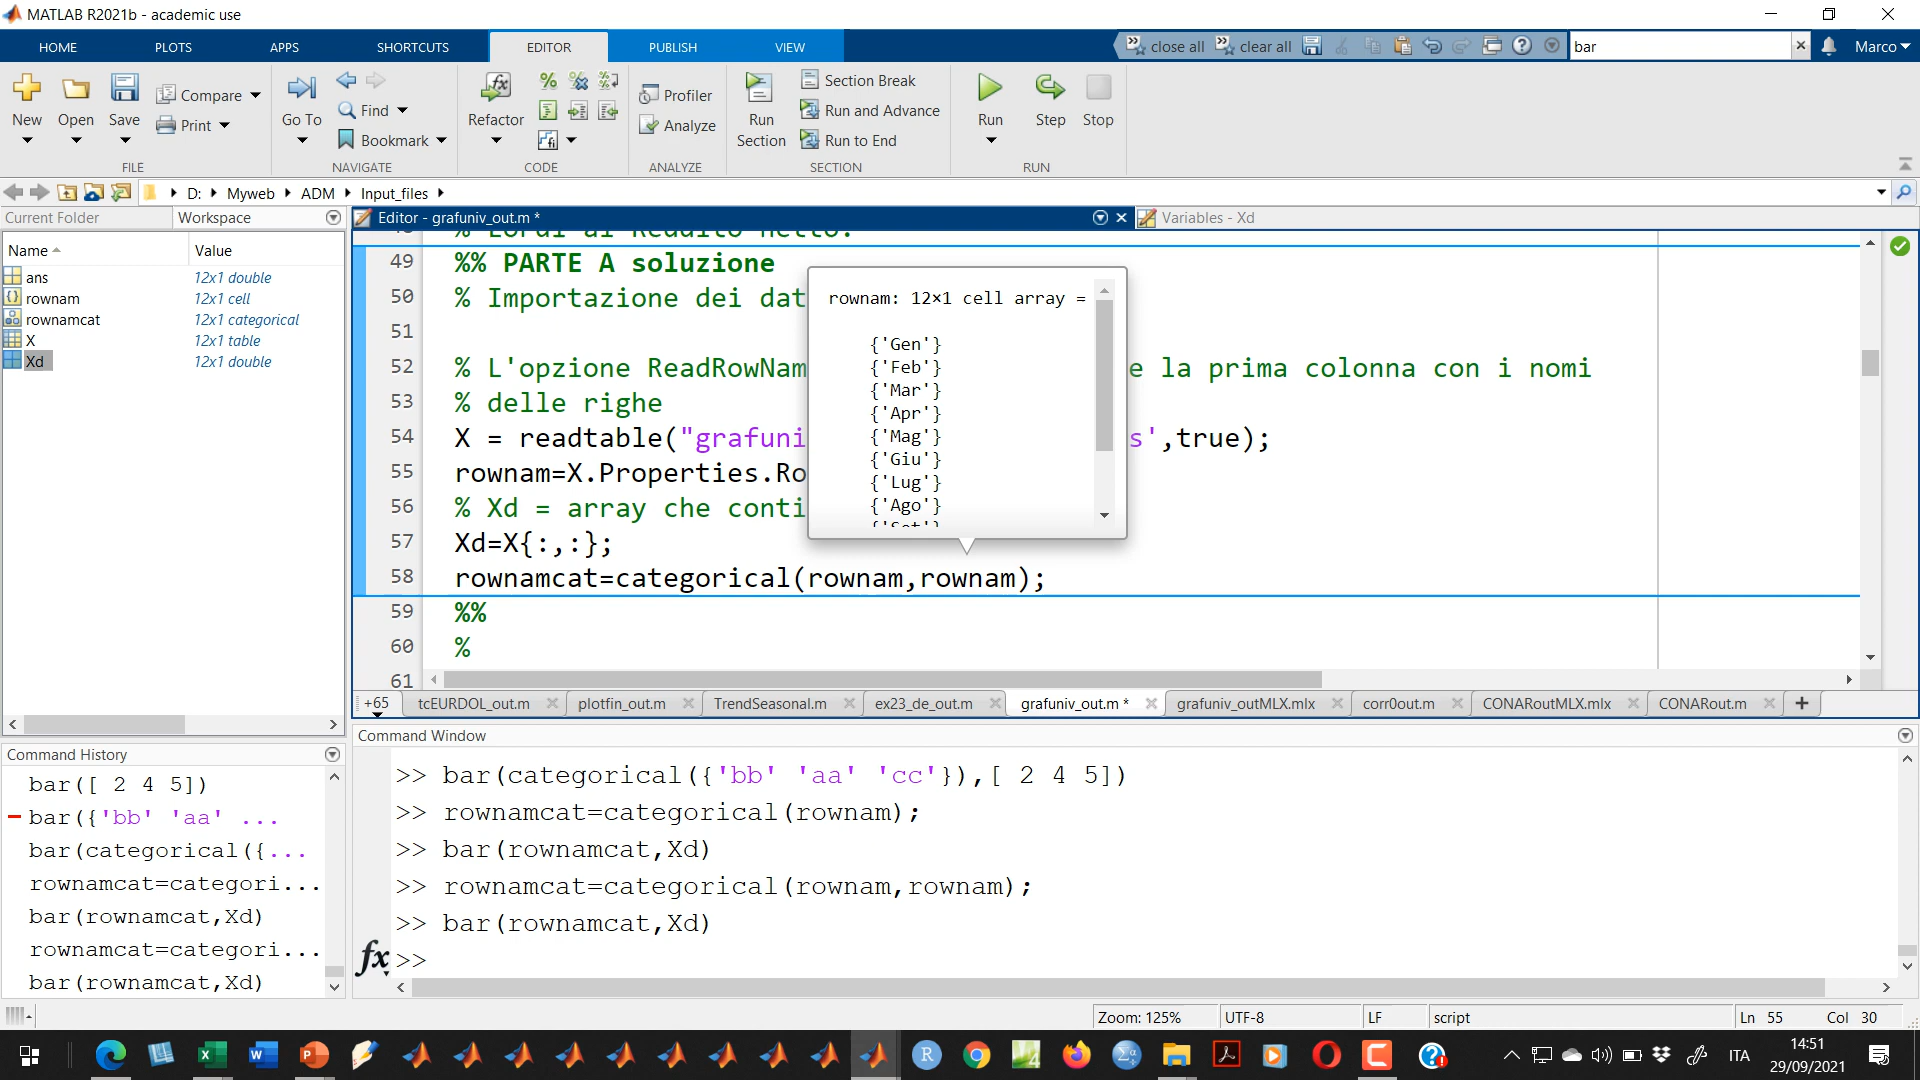 MATLAB R2021b - academic use
HOME PLOTS APPS SHORTCUTS EDITOR PUBLISH VIEW close all clear all bar Marco
New Open Save Compare Print Go To Find Bookmark Refactor Profiler Analyze Run Section Section Break Run and Advance Run to End Run Step Stop
FILE NAVIGATE CODE ANALYZE SECTION RUN
D: Myweb ADM Input_files
Current Folder Workspace
Name Value
ans 12x1 double
rownam 12x1 cell
rownamcat 12x1 categorical
X 12x1 table
Xd 12x1 double
Editor - grafuniv_out.m * Variables - Xd
49 %% PARTE A soluzione
50 % Importazione dei dat
51
52 % L'opzione ReadRowNam e la prima colonna con i nomi
53 % delle righe
54 X = readtable("grafuni s',true);
55 rownam=X.Properties.Ro
56 % Xd = array che conti
57 Xd=X{:,:};
58 rownamcat=categorical(rownam,rownam);
59 %%
60 %
61
rownam: 12×1 cell array =
{'Gen'}
{'Feb'}
{'Mar'}
{'Apr'}
{'Mag'}
{'Giu'}
{'Lug'}
{'Ago'}
{'Set'}
+65 tcEURDOL_out.m plotfin_out.m TrendSeasonal.m ex23_de_out.m grafuniv_out.m * grafuniv_outMLX.mlx corr0out.m CONARoutMLX.mlx CONARout.m
Command History
bar([ 2 4 5])
bar({'bb' 'aa' ...
bar(categorical({...
rownamcat=categori...
bar(rownamcat,Xd)
rownamcat=categori...
bar(rownamcat,Xd)
Command Window
>> bar(categorical({'bb' 'aa' 'cc'}),[ 2 4 5])
>> rownamcat=categorical(rownam);
>> bar(rownamcat,Xd)
>> rownamcat=categorical(rownam,rownam);
>> bar(rownamcat,Xd)
fx >>
Zoom: 125% UTF-8 LF script Ln 55 Col 30
ITA 14:51
29/09/2021